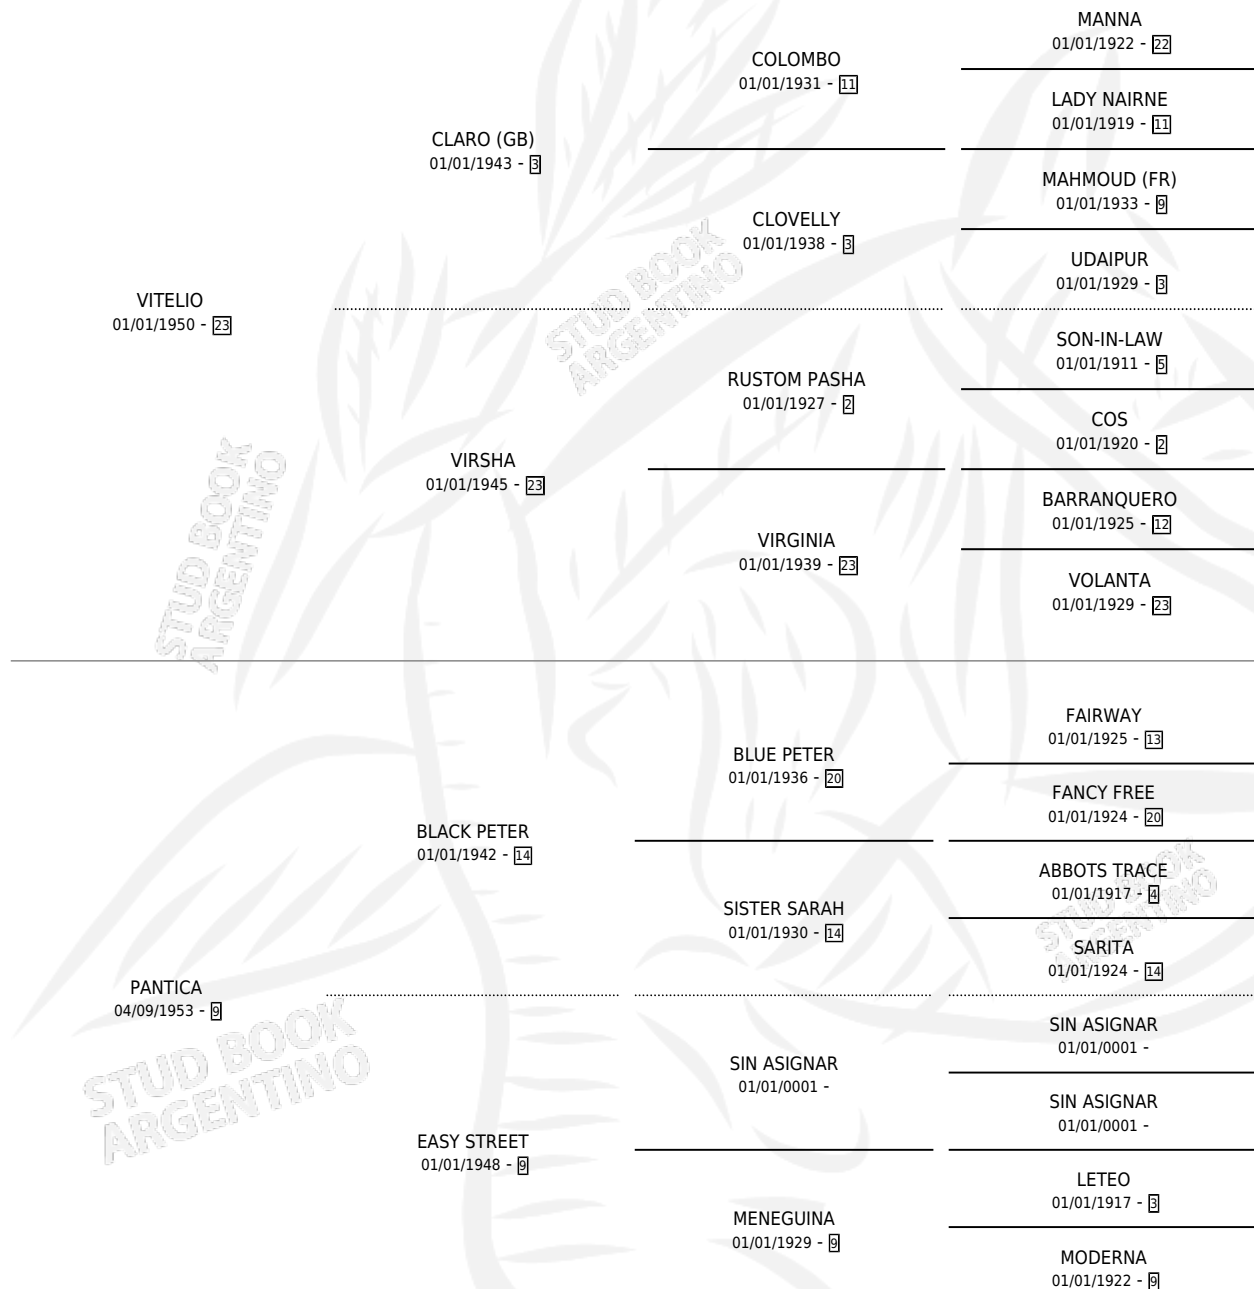 MANNA
01/01/1922 - 22
COLOMBO
01/01/1931 - 11
LADY NAIRNE
01/01/1919 - 11
CLARO (GB)
01/01/1943 - 3
MAHMOUD (FR)
01/01/1933 - 9
CLOVELLY
01/01/1938 - 3
UDAIPUR
01/01/1929 - 3
VITELIO
01/01/1950 - 23
SON-IN-LAW
01/01/1911 - 5
RUSTOM PASHA
01/01/1927 - 2
COS
01/01/1920 - 2
VIRSHA
01/01/1945 - 23
BARRANQUERO
01/01/1925 - 12
VIRGINIA
01/01/1939 - 23
VOLANTA
01/01/1929 - 23
FAIRWAY
01/01/1925 - 13
BLUE PETER
01/01/1936 - 20
FANCY FREE
01/01/1924 - 20
BLACK PETER
01/01/1942 - 14
ABBOTS TRACE
01/01/1917 - 4
SISTER SARAH
01/01/1930 - 14
SARITA
01/01/1924 - 14
PANTICA
04/09/1953 - 9
SIN ASIGNAR
01/01/0001 -
SIN ASIGNAR
01/01/0001 -
SIN ASIGNAR
01/01/0001 -
EASY STREET
01/01/1948 - 9
LETEO
01/01/1917 - 3
MENEGUINA
01/01/1929 - 9
MODERNA
01/01/1922 - 9
STUD BOOK
ARGENTINO
STUD BOOK
ARGENTINO
STUD BOOK
ARGENTINO
STUD BOOK
ARGENTINO